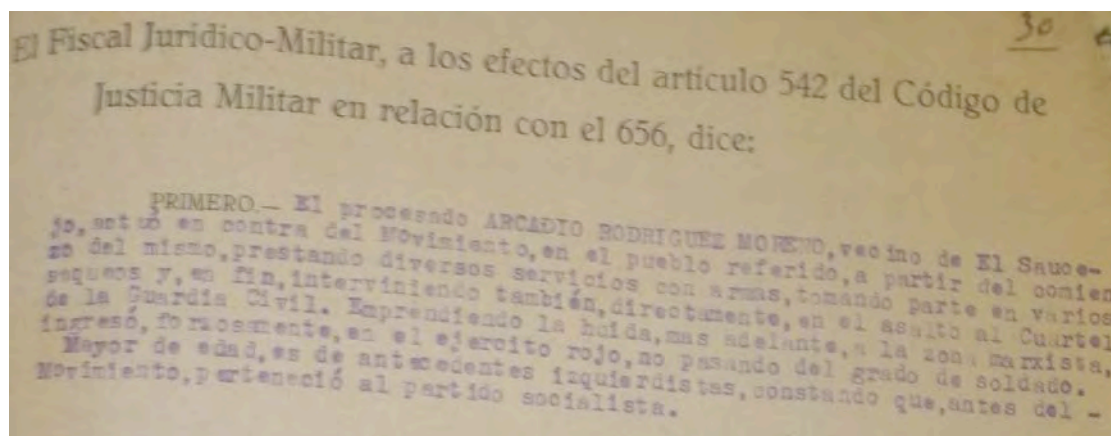 30
El Fiscal Jurídico-Militar, a los efectos del artículo 542 del Código de
Justicia Militar en relación con el 656, dice:
PRIMERO.— El procesado ARCADIO RODRIGUEZ MORENO, vecino de El Sauce-
jo, actuó en contra del Movimiento, en el pueblo referido, a partir del comien
zo del mismo, prestando diversos servicios con armas, tomando parte en varios
saqueos y, en fin, interviniendo también, directamente, en el asalto al Cuartel
de la Guardia Civil. Emprendiendo la huida, mas adelante, a la zona marxista,
ingresó, forzosamente, en el ejercito rojo, no pasando del grado de soldado.
Mayor de edad, es de antecedentes izquierdistas, constando que, antes del -
Movimiento, perteneció al partido socialista.